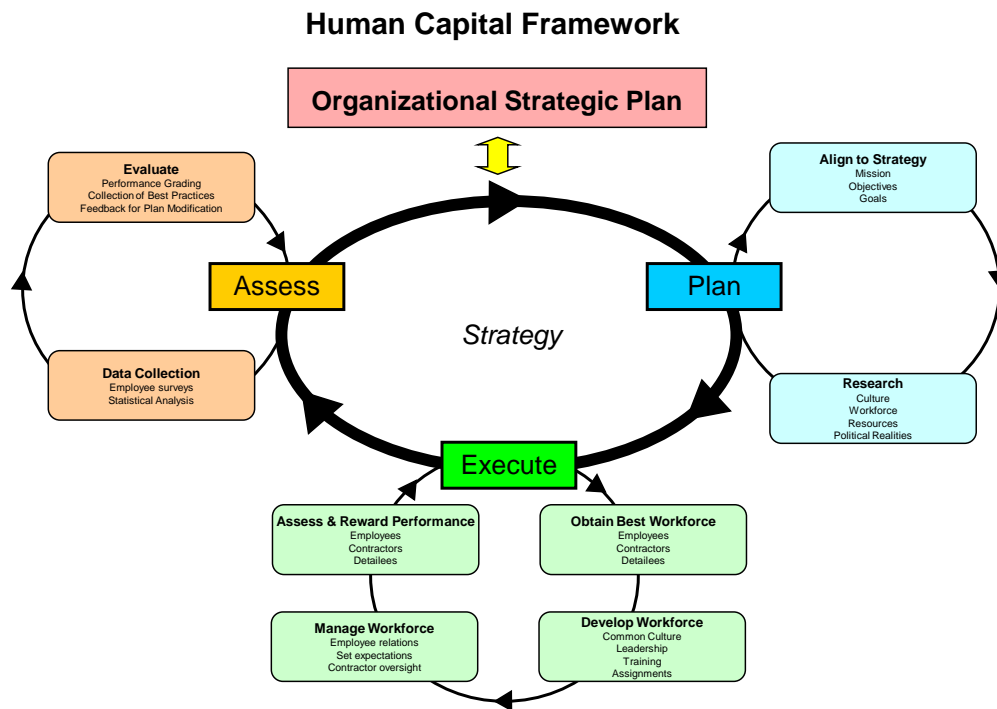 Human Capital Framework
Organizational Strategic Plan
Evaluate
Performance Grading
Collection of Best Practices
Feedback for Plan Modification
Align to Strategy
Mission
Objectives
Goals
Assess
Plan
Strategy
Data Collection
Employee surveys
Statistical Analysis
Research
Culture
Workforce
Resources
Political Realities
Execute
Assess & Reward Performance
Employees
Contractors
Detailees
Obtain Best Workforce
Employees
Contractors
Detailees
Manage Workforce
Employee relations
Set expectations
Contractor oversight
Develop Workforce
Common Culture
Leadership
Training
Assignments